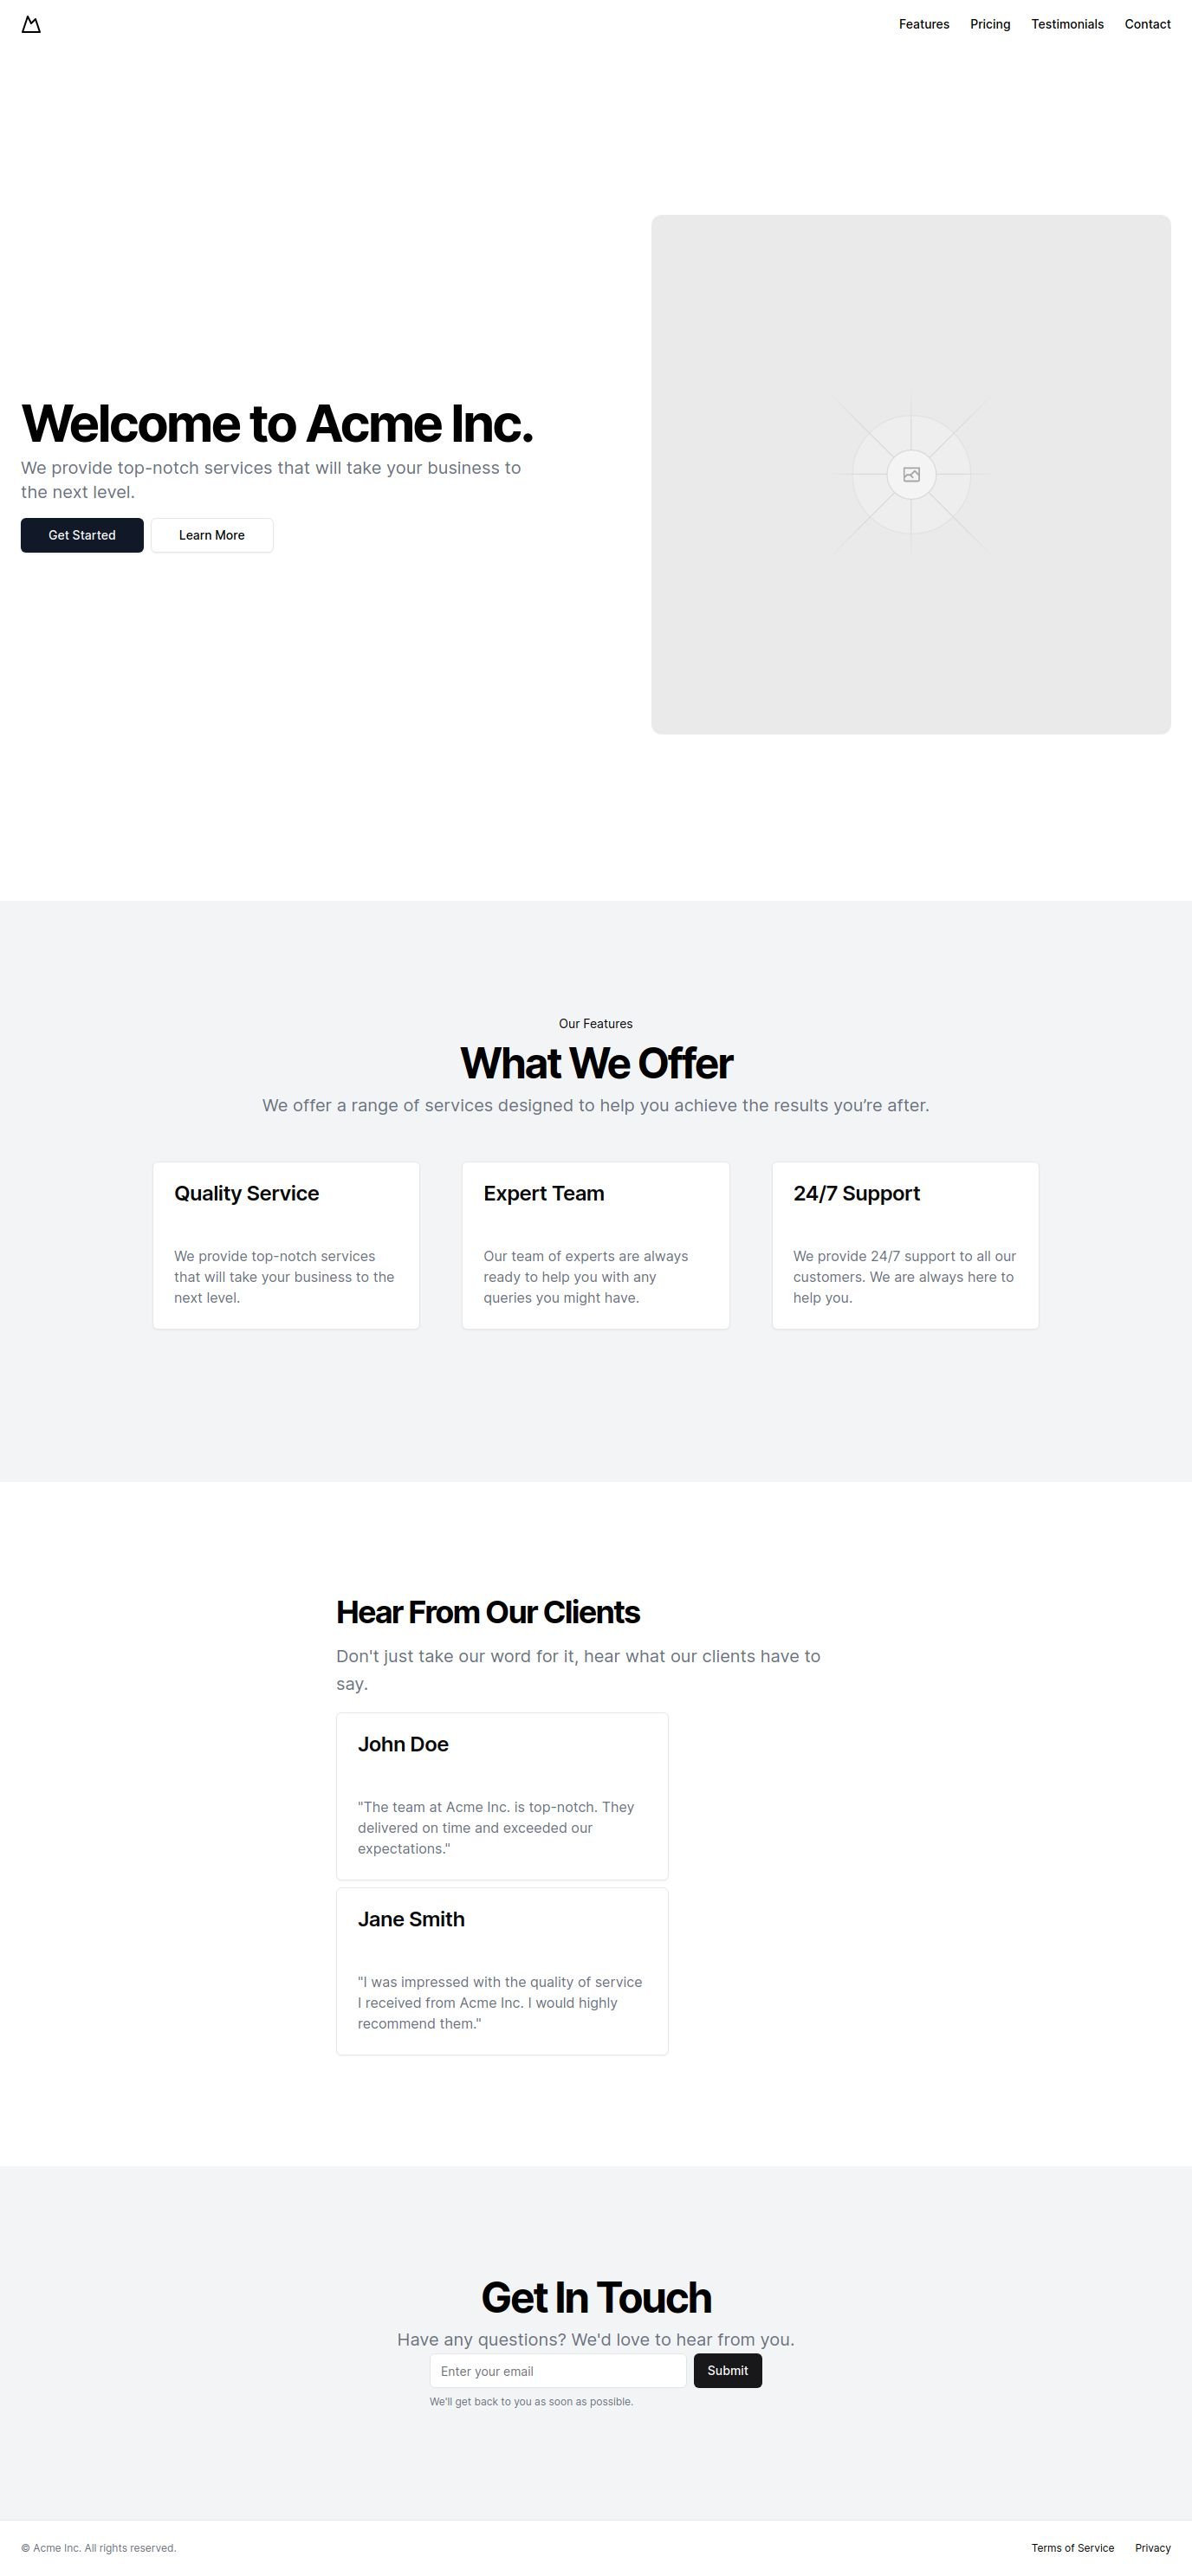 Features Pricing Testimonials Contact
Welcome to Acme Inc.
We provide top-notch services that will take your business to
the next level.
Get Started Learn More
Our Features
What We Offer
We offer a range of services designed to help you achieve the results you’re after.
Quality Service
We provide top-notch services
that will take your business to the
next level.
Expert Team
Our team of experts are always
ready to help you with any
queries you might have.
24/7 Support
We provide 24/7 support to all our
customers. We are always here to
help you.
Hear From Our Clients
Don't just take our word for it, hear what our clients have to
say.
John Doe
"The team at Acme Inc. is top-notch. They
delivered on time and exceeded our
expectations."
Jane Smith
"I was impressed with the quality of service
I received from Acme Inc. I would highly
recommend them."
Get In Touch
Have any questions? We'd love to hear from you.
Enter your email Submit
We'll get back to you as soon as possible.
© Acme Inc. All rights reserved. Terms of Service Privacy